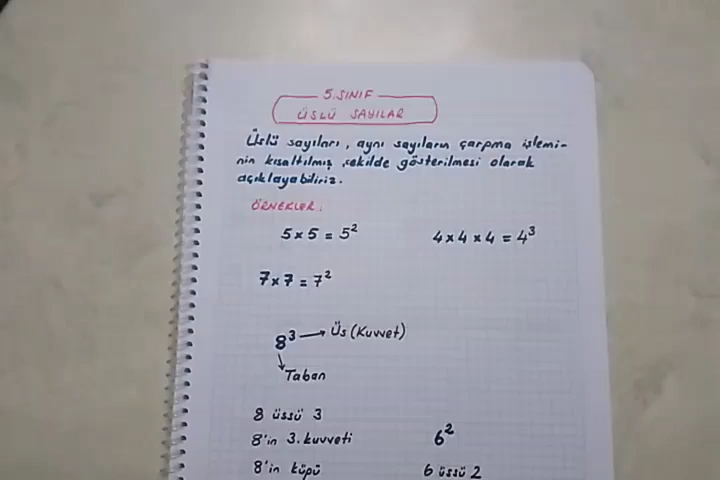 5. SINIF
ÜSLÜ SAYILAR
Üslü sayıları, aynı sayıların çarpma işlemi-
nin kısaltılmış şekilde gösterilmesi olarak
açıklayabiliriz.
ÖRNEKLER:
5 x 5 = 5² 4 x 4 x 4 = 4³
7 x 7 = 7²
8³ → Üs (Kuvvet)
Taban
8 üssü 3
8'in 3. kuvveti 6²
8'in küpü 6 üssü 2